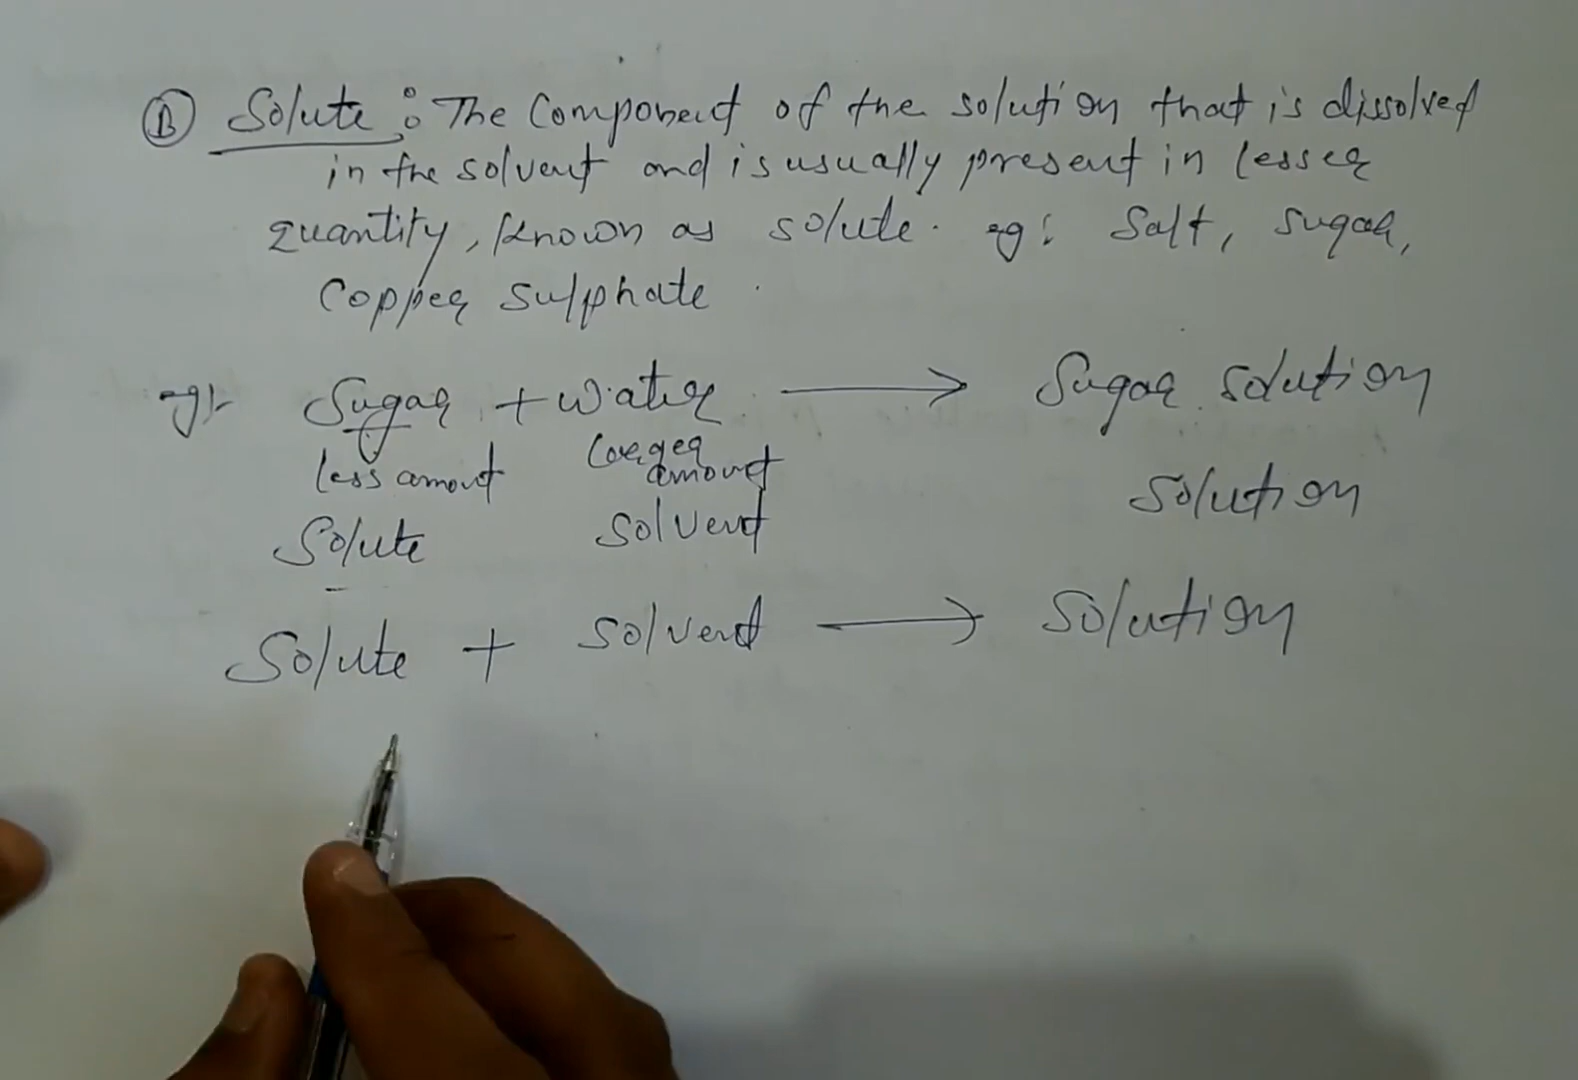 B Solute : The component of the solution that is dissolved
in the solvent and is usually present in lesser
quantity, known as solute. eg: Salt, sugar,
Copper sulphate.
eg:- Sugar + water → Sugar solution
less amount larger amount solution
Solute solvent
Solute + solvent → solution